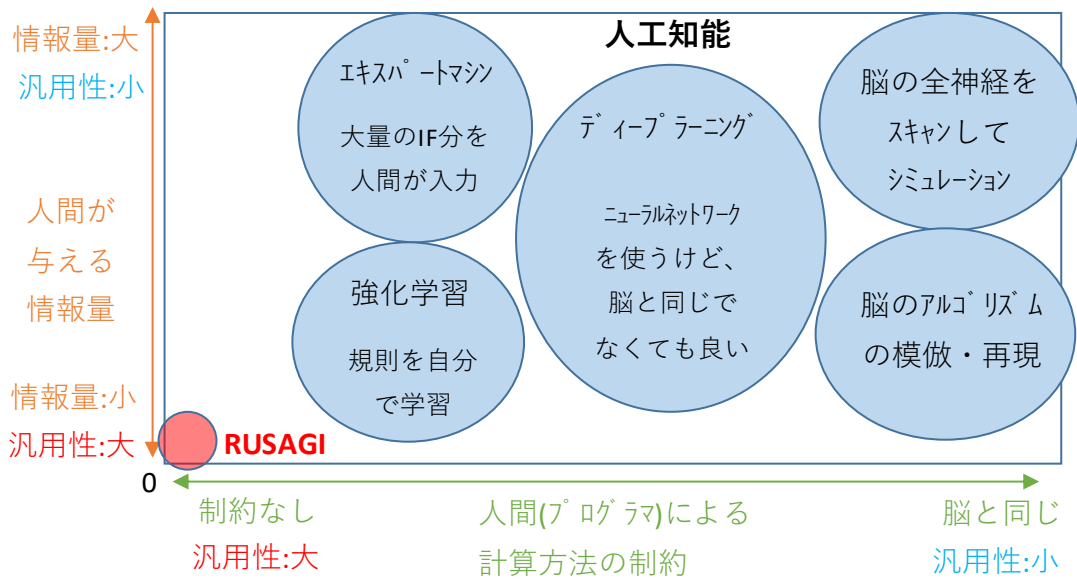 人工知能
情報量:大
汎用性:小
人間が
与える
情報量
情報量:小
汎用性:大
エキスパートマシン
大量のIF分を
人間が入力
強化学習
規則を自分
で学習
ディープラーニング
ニューラルネットワーク
を使うけど、
脳と同じで
なくても良い
脳の全神経を
スキャンして
シミュレーション
脳のアルゴリズム
の模倣・再現
RUSAGI
0
制約なし
汎用性:大
人間(プログラマ)による
計算方法の制約
脳と同じ
汎用性:小